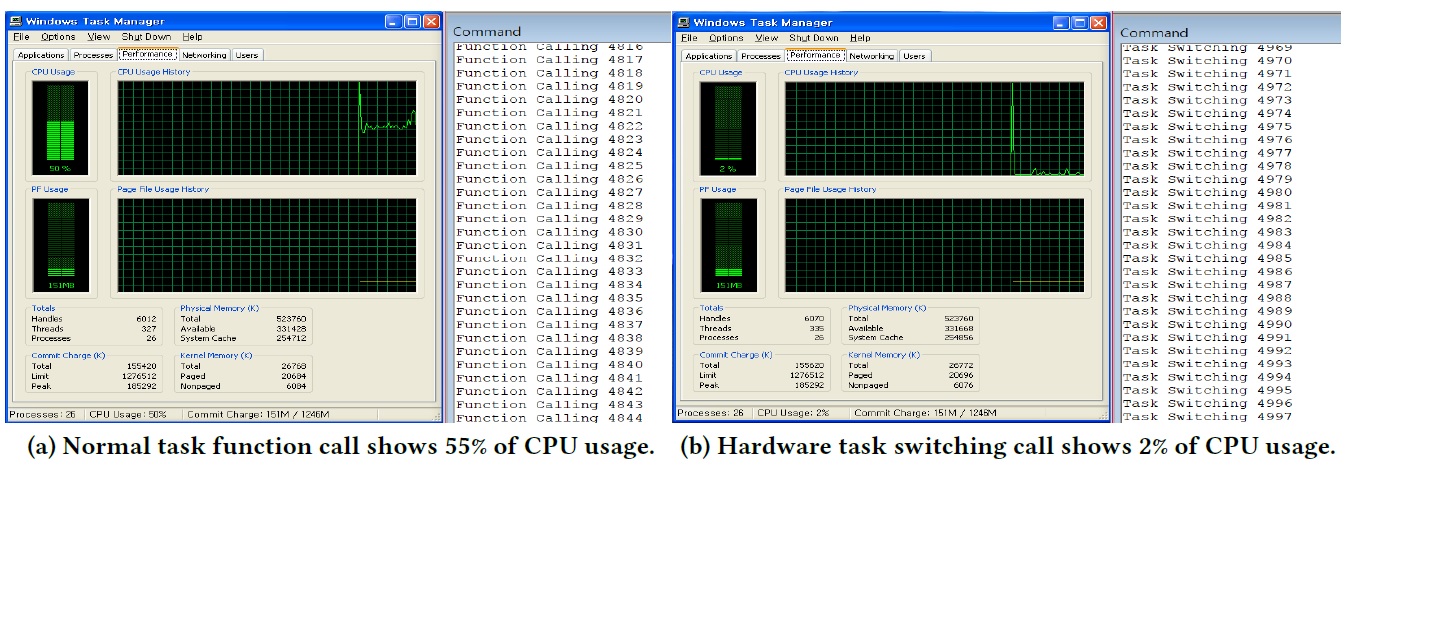 Windows Task Manager
File Options View Shut Down Help
Applications Processes Performance Networking Users
CPU Usage
CPU Usage History
50 %
PF Usage
Page File Usage History
151MB
Totals
Handles 6012
Threads 327
Processes 26
Physical Memory (K)
Total 523760
Available 331428
System Cache 254712
Commit Charge (K)
Total 155420
Limit 1276512
Peak 185292
Kernel Memory (K)
Total 26768
Paged 20684
Nonpaged 6084
Processes: 26 CPU Usage: 50% Commit Charge: 151M / 1246M
Command
Function Calling 4816
Function Calling 4817
Function Calling 4818
Function Calling 4819
Function Calling 4820
Function Calling 4821
Function Calling 4822
Function Calling 4823
Function Calling 4824
Function Calling 4825
Function Calling 4826
Function Calling 4827
Function Calling 4828
Function Calling 4829
Function Calling 4830
Function Calling 4831
Function Calling 4832
Function Calling 4833
Function Calling 4834
Function Calling 4835
Function Calling 4836
Function Calling 4837
Function Calling 4838
Function Calling 4839
Function Calling 4840
Function Calling 4841
Function Calling 4842
Function Calling 4843
Function Calling 4844
(a) Normal task function call shows 55% of CPU usage.
Windows Task Manager
File Options View Shut Down Help
Applications Processes Performance Networking Users
CPU Usage
CPU Usage History
2 %
PF Usage
Page File Usage History
151MB
Totals
Handles 6070
Threads 335
Processes 26
Physical Memory (K)
Total 523760
Available 331668
System Cache 254856
Commit Charge (K)
Total 155620
Limit 1276512
Peak 185292
Kernel Memory (K)
Total 26772
Paged 20696
Nonpaged 6076
Processes: 26 CPU Usage: 2% Commit Charge: 151M / 1246M
Command
Task Switching 4969
Task Switching 4970
Task Switching 4971
Task Switching 4972
Task Switching 4973
Task Switching 4974
Task Switching 4975
Task Switching 4976
Task Switching 4977
Task Switching 4978
Task Switching 4979
Task Switching 4980
Task Switching 4981
Task Switching 4982
Task Switching 4983
Task Switching 4984
Task Switching 4985
Task Switching 4986
Task Switching 4987
Task Switching 4988
Task Switching 4989
Task Switching 4990
Task Switching 4991
Task Switching 4992
Task Switching 4993
Task Switching 4994
Task Switching 4995
Task Switching 4996
Task Switching 4997
(b) Hardware task switching call shows 2% of CPU usage.